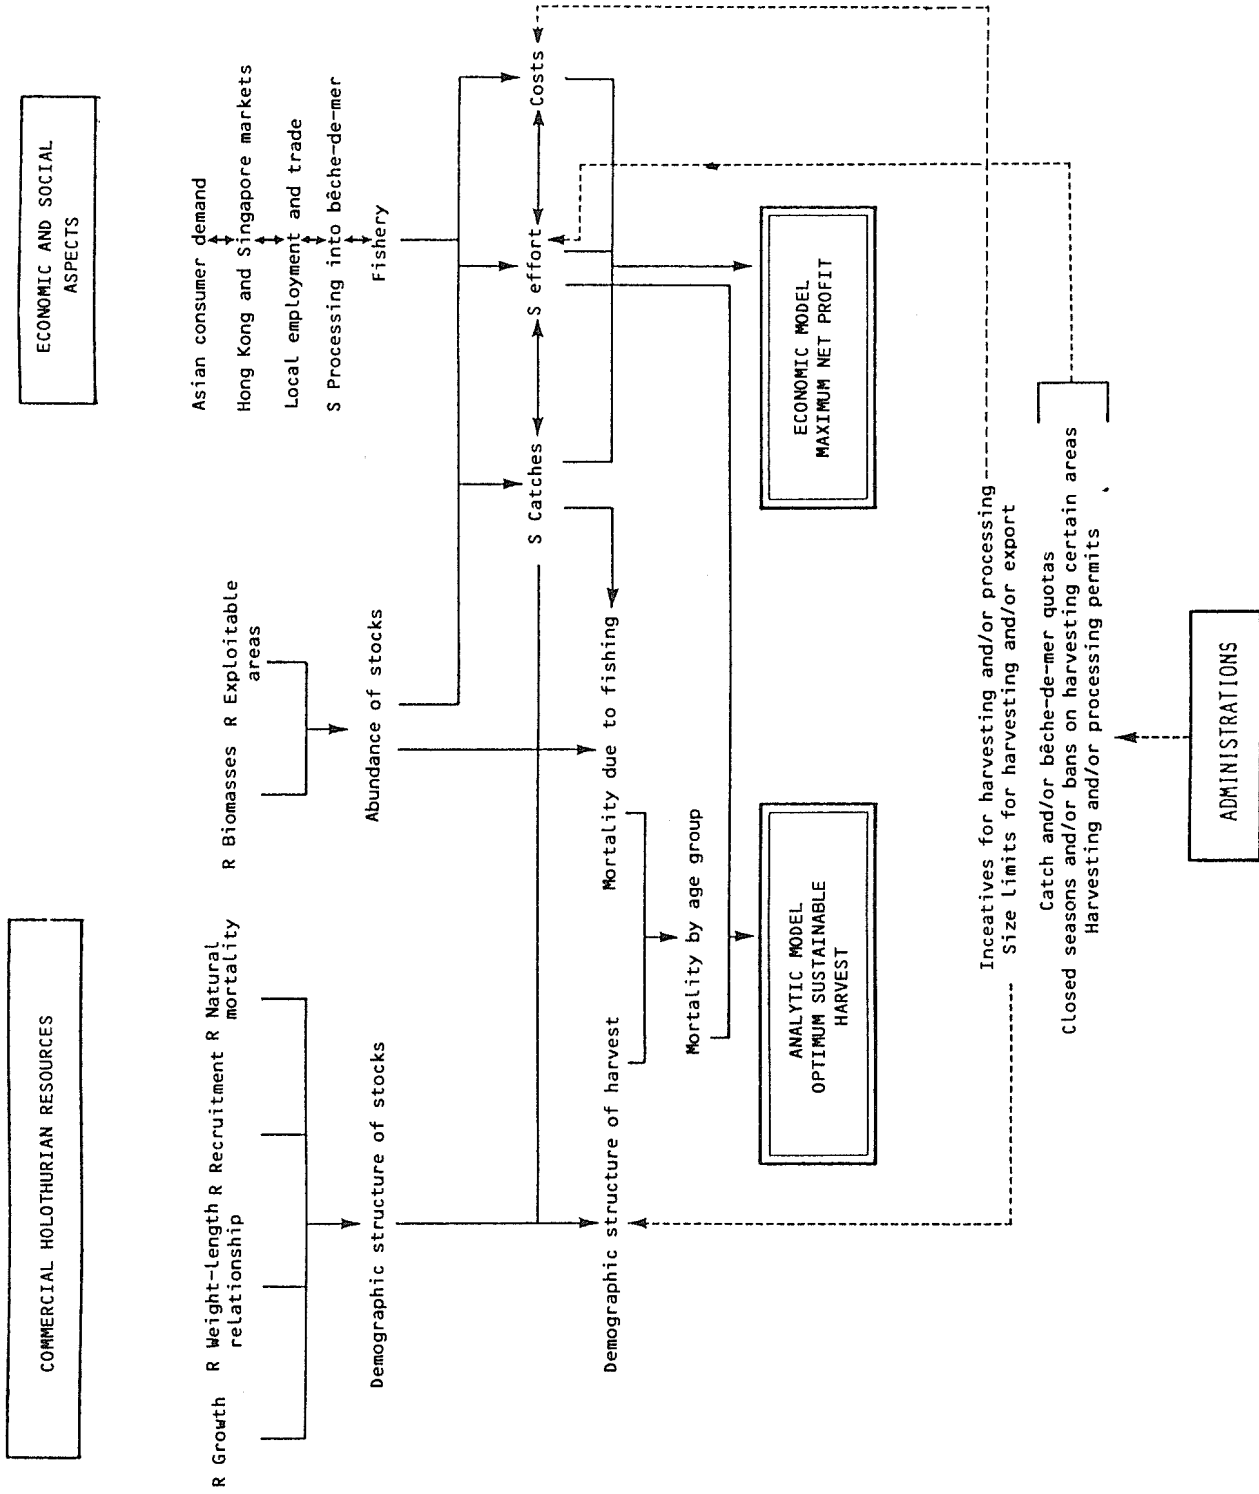 COMMERCIAL HOLOTHURIAN RESOURCES
ECONOMIC AND SOCIAL
ASPECTS
R Growth
R Weight-length
relationship
R Recruitment
R Natural
mortality
R Biomasses
R Exploitable
areas
Asian consumer demand
Hong Kong and Singapore markets
Local employment and trade
S Processing into bêche-de-mer
Fishery
Demographic structure of stocks
Abundance of stocks
S Catches
S effort
Costs
Demographic structure of harvest
Mortality due to fishing
Mortality by age group
ANALYTIC MODEL
OPTIMUM SUSTAINABLE
HARVEST
ECONOMIC MODEL
MAXIMUM NET PROFIT
Inceatives for harvesting and/or processing
Size limits for harvesting and/or export
Catch and/or bêche-de-mer quotas
Closed seasons and/or bans on harvesting certain areas
Harvesting and/or processing permits
ADMINISTRATIONS